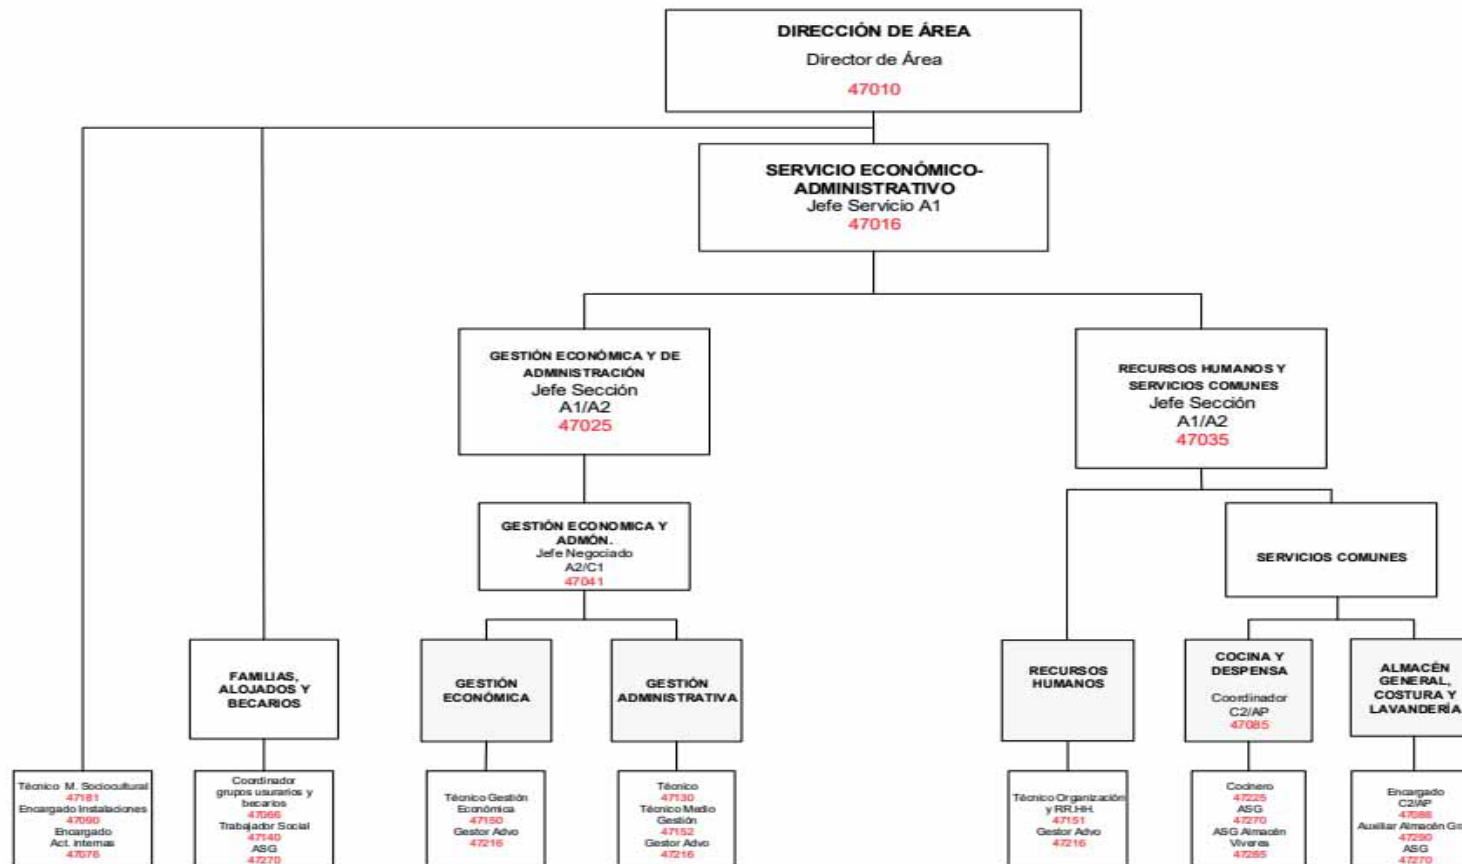 DIRECCIÓN DE ÁREA
Director de Área
47010
SERVICIO ECONÓMICO-
ADMINISTRATIVO
Jefe Servicio A1
47016
GESTIÓN ECONÓMICA Y DE
ADMINISTRACIÓN
Jefe Sección
A1/A2
47025
RECURSOS HUMANOS Y
SERVICIOS COMUNES
Jefe Sección
A1/A2
47035
GESTIÓN ECONOMICA Y
ADMÓN.
Jefe Negociado
A2/C1
47041
SERVICIOS COMUNES
FAMILIAS,
ALOJADOS Y
BECARIOS
GESTIÓN
ECONÓMICA
GESTIÓN
ADMINISTRATIVA
RECURSOS
HUMANOS
COCINA Y
DESPENSA
Coordinador
C2/AP
47085
ALMACÉN
GENERAL,
COSTURA Y
LAVANDERÍA
Técnico M. Sociocultural
47181
Encargado Instalaciones
47090
Encargado
Act. Internas
47076
Coordinador
grupos usurarios y
becarios
47066
Trabajador Social
47140
ASG
47270
Técnico Gestión
Económica
47150
Gestor Advo
47216
Técnico
47130
Técnico Medio
Gestión
47152
Gestor Advo
47216
Técnico Organización
y RR.HH.
47151
Gestor Advo
47216
Cocinero
47225
ASG
47270
ASG Almacén
Víveres
47285
Encargado
C2/AP
47086
Auxiliar Almacén
47290
ASG
47270